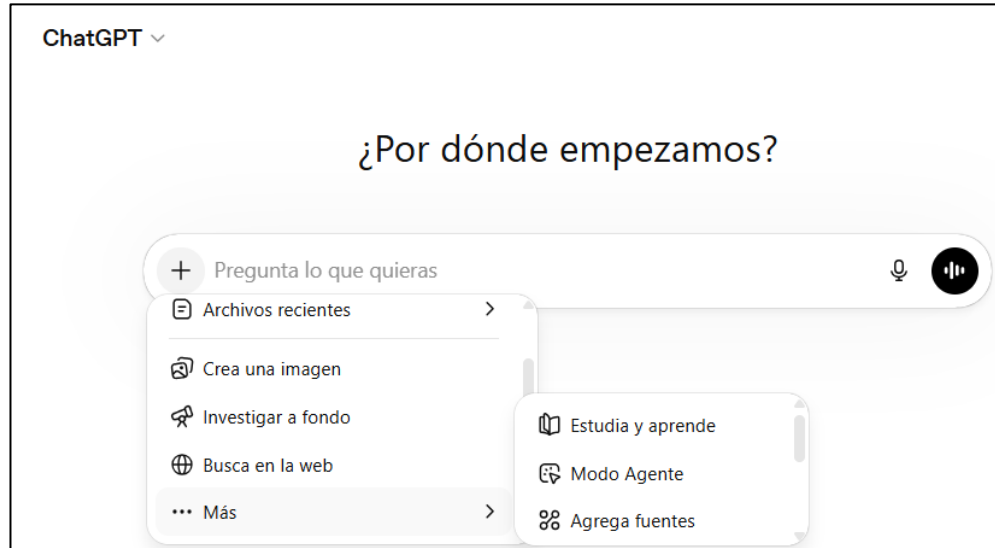 ChatGPT
¿Por dónde empezamos?
Pregunta lo que quieras
Archivos recientes
Crea una imagen
Investigar a fondo
Busca en la web
Más
Estudia y aprende
Modo Agente
Agrega fuentes